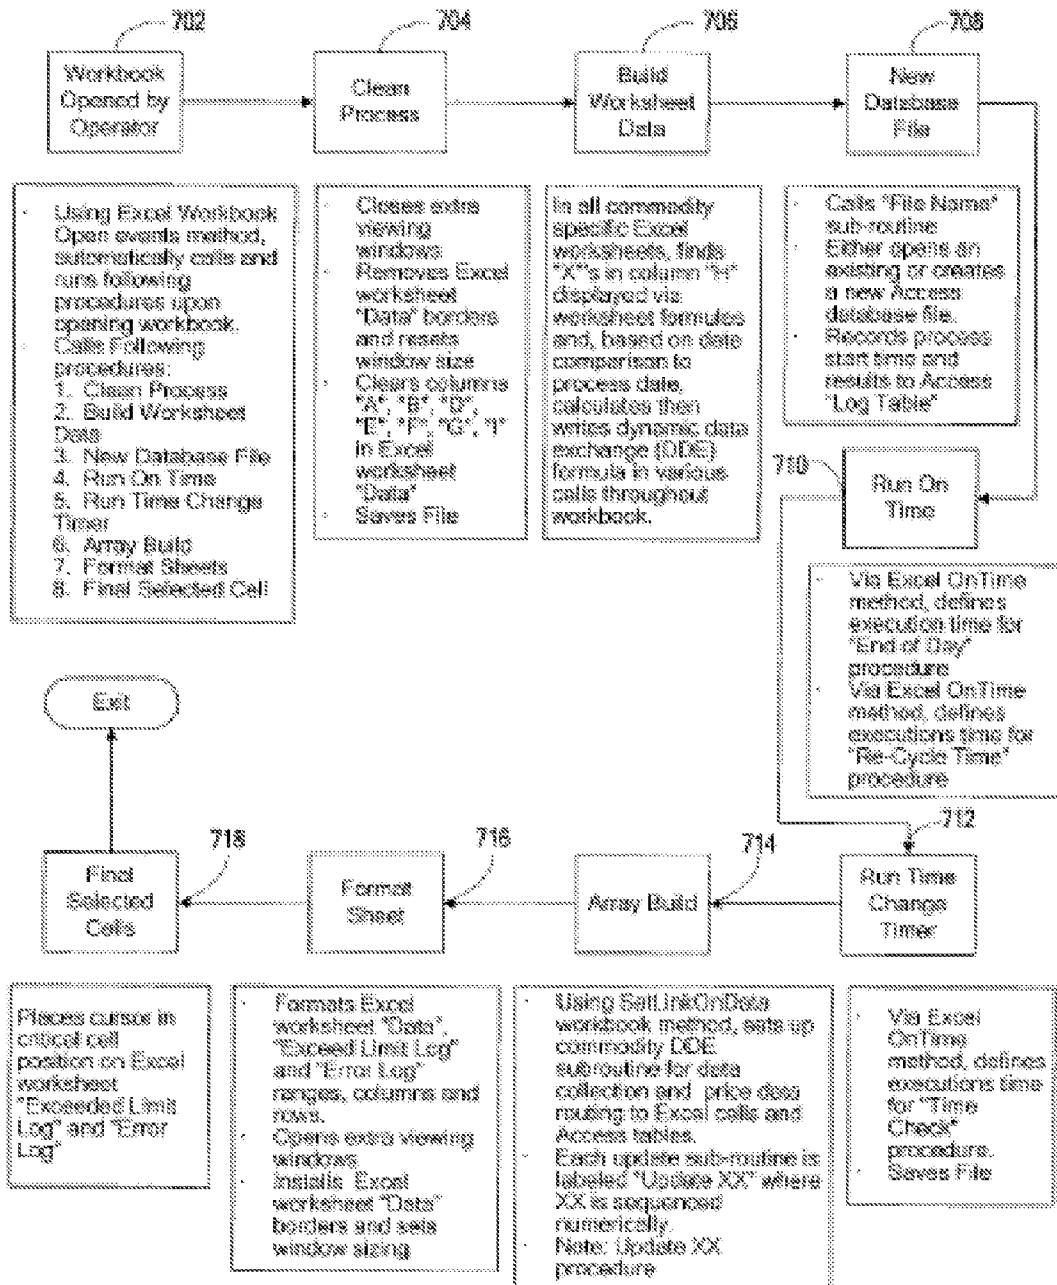 702
704
706
708
Workbook
Opened by
Operator
Clean
Process
Build
Worksheet
Data
New
Database
File
· Using Excel Workbook
Open events method,
automatically calls and
runs following
procedures upon
opening workbook.
· Calls Following
procedures:
1. Clean Process
2. Build Worksheet
Data
3. New Database File
4. Run On Time
5. Run Time Change
Timer
6. Array Build
7. Format Sheets
8. Final Selected Cell
· Closes extra
viewing
windows
· Removes Excel
worksheet
"Data" borders
and resets
window size
· Clears columns
"A", "B", "D",
"E", "F", "G", "I"
in Excel
worksheet
"Data"
· Saves File
In all commodity
specific Excel
worksheets, finds
"X"'s in column "H"
displayed via
worksheet formulas
and, based on date
comparison to
process date,
calculates then
writes dynamic data
exchange (DDE)
formula in various
cells throughout
workbook.
· Calls "File Name"
sub-routine
· Either opens an
existing or creates
a new Access
database file.
· Records process
start time and
results to Access
"Log Table"
710
Run On
Time
· Via Excel OnTime
method, defines
execution time for
"End of Day"
procedure
· Via Excel OnTime
method, defines
executions time for
"Re-Cycle Time"
procedure
Exit
718
716
714
712
Final
Selected
Cells
Format
Sheet
Array Build
Run Time
Change
Timer
Places cursor in
critical cell
position on Excel
worksheet
"Exceeded Limit
Log" and "Error
Log"
· Formats Excel
worksheet "Data",
"Exceed Limit Log"
and "Error Log"
ranges, columns and
rows.
· Opens extra viewing
windows
· Installs Excel
worksheet "Data"
borders and sets
window sizing
· Using SetLinkOnData
workbook method, sets up
commodity DDE
subroutine for data
collection and price data
routing to Excel cells and
Access tables.
· Each update sub-routine is
labeled "Update XX" where
XX is sequenced
numerically.
· Note: Update XX
procedure
· Via Excel
OnTime
method, defines
executions time
for "Time
Check"
procedure.
· Saves File